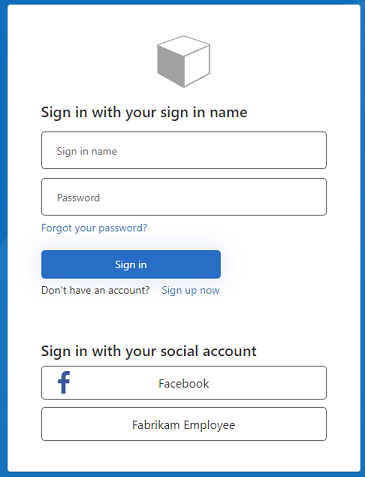 Sign in with your sign in name
Sign in name
Password
Forgot your password?
Sign in
Don't have an account? Sign up now
Sign in with your social account
Facebook
Fabrikam Employee